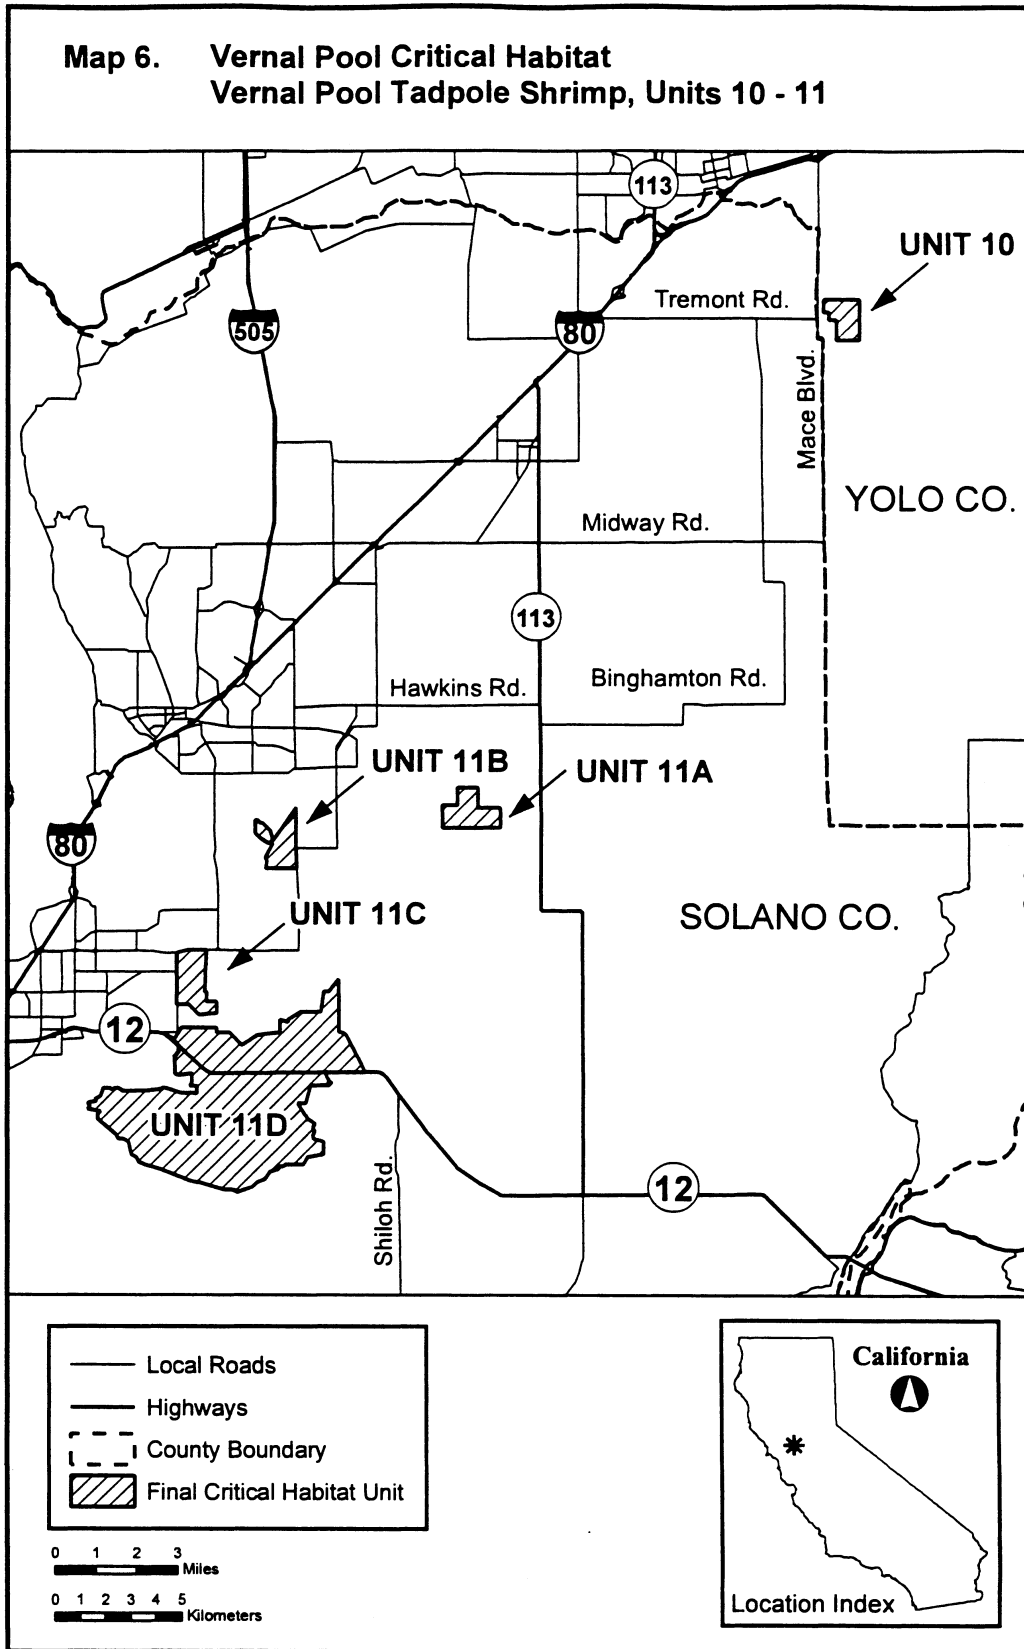 Map 6. Vernal Pool Critical Habitat
Vernal Pool Tadpole Shrimp, Units 10 - 11
113
UNIT 10
Tremont Rd.
505
80
Mace Blvd.
YOLO CO.
Midway Rd.
113
Hawkins Rd.
Binghamton Rd.
UNIT 11B
UNIT 11A
80
UNIT 11C
SOLANO CO.
12
UNIT 11D
Shiloh Rd.
12
Local Roads
Highways
County Boundary
Final Critical Habitat Unit
0 1 2 3
Miles
0 1 2 3 4 5
Kilometers
California
Location Index